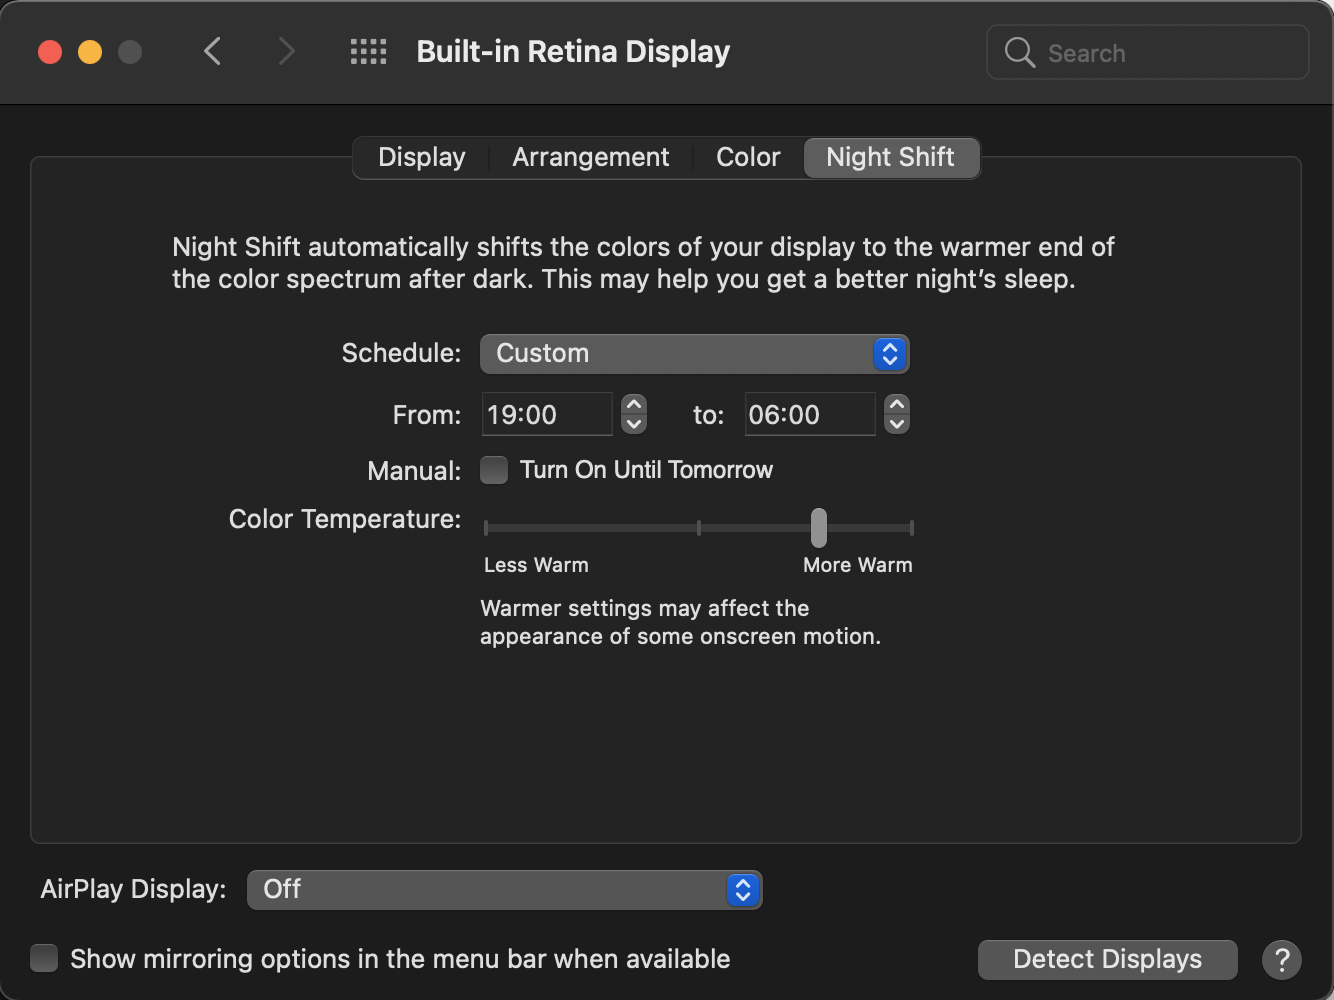 Built-in Retina Display
Search
Display Arrangement Color Night Shift
Night Shift automatically shifts the colors of your display to the warmer end of
the color spectrum after dark. This may help you get a better night’s sleep.
Schedule: Custom
From: 19:00 to: 06:00
Manual: Turn On Until Tomorrow
Color Temperature:
Less Warm More Warm
Warmer settings may affect the
appearance of some onscreen motion.
AirPlay Display: Off
Show mirroring options in the menu bar when available
Detect Displays ?